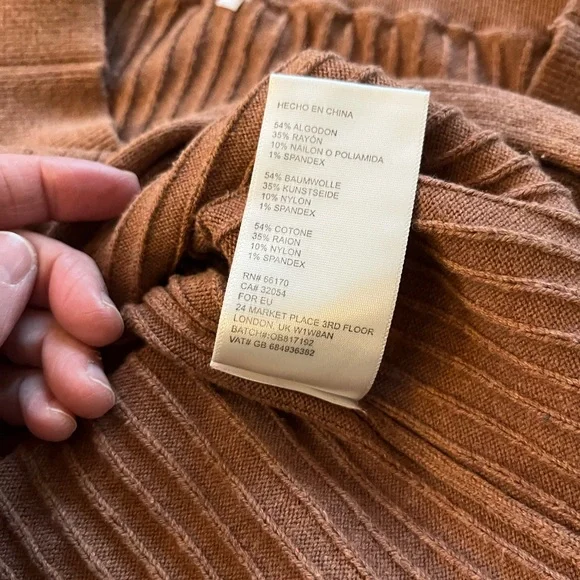 HECHO EN CHINA
54% ALGODON
35% RAYÓN
10% NAILON O POLIAMIDA
1% SPANDEX
54% BAUMWOLLE
35% KUNSTSEIDE
10% NYLON
1% SPANDEX
54% COTONE
35% RAION
10% NYLON
1% SPANDEX
RN# 66170
CA# 32054
FOR EU
24 MARKET PLACE 3RD FLOOR
LONDON, UK W1W8AN
BATCH#:OB817192
VAT# GB 684936392